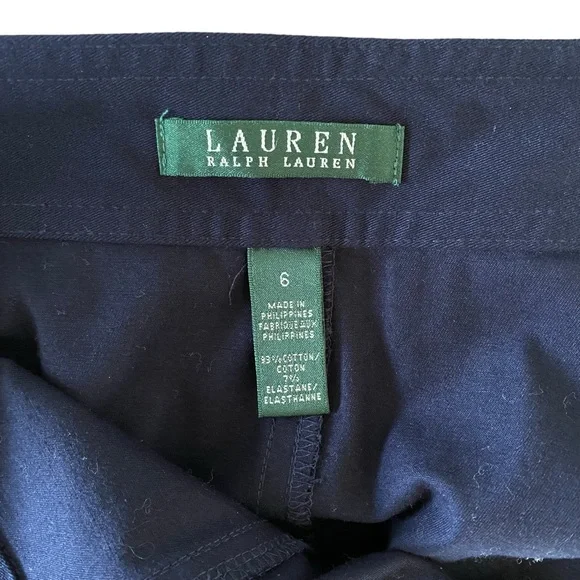 LAUREN
RALPH LAUREN
6
MADE IN
PHILIPPINES
FABRIQUE AUX
PHILIPPINES
93%COTTON/
COTON
7%
ELASTANE/
ELASTHANNE